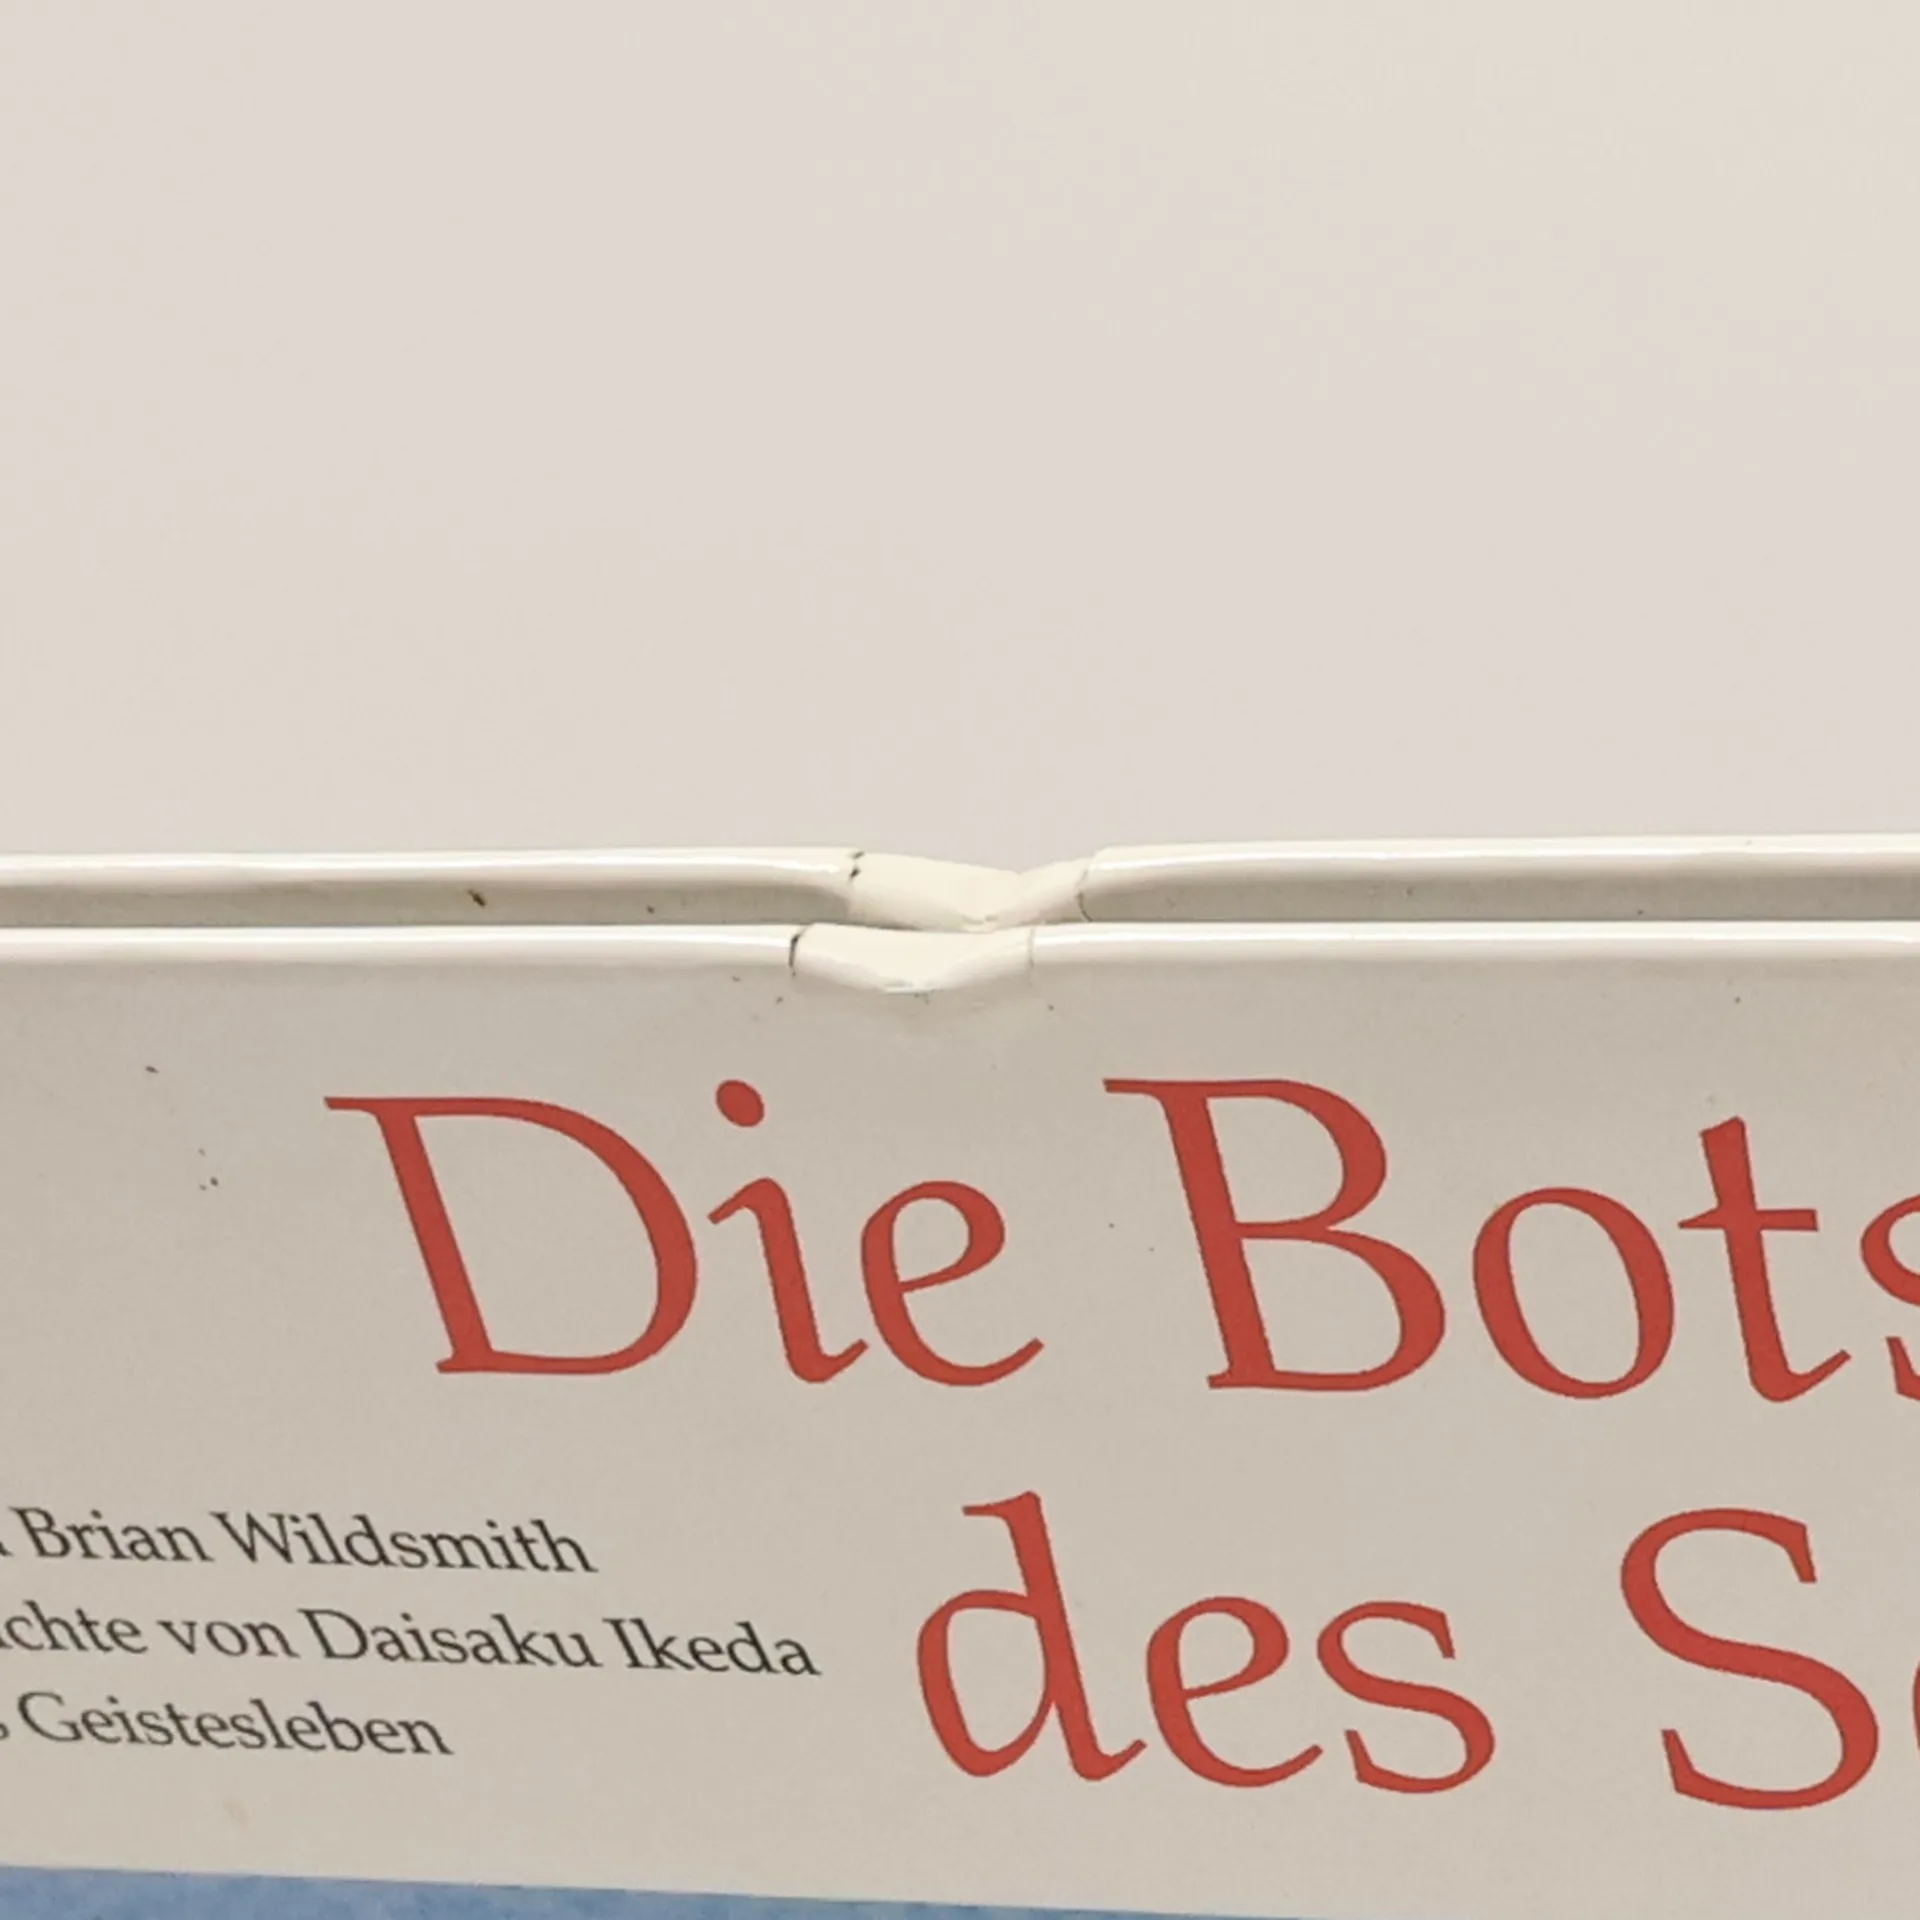 Die Bots
Brian Wildsmith
chte von Daisaku Ikeda
des S
Geistesleben